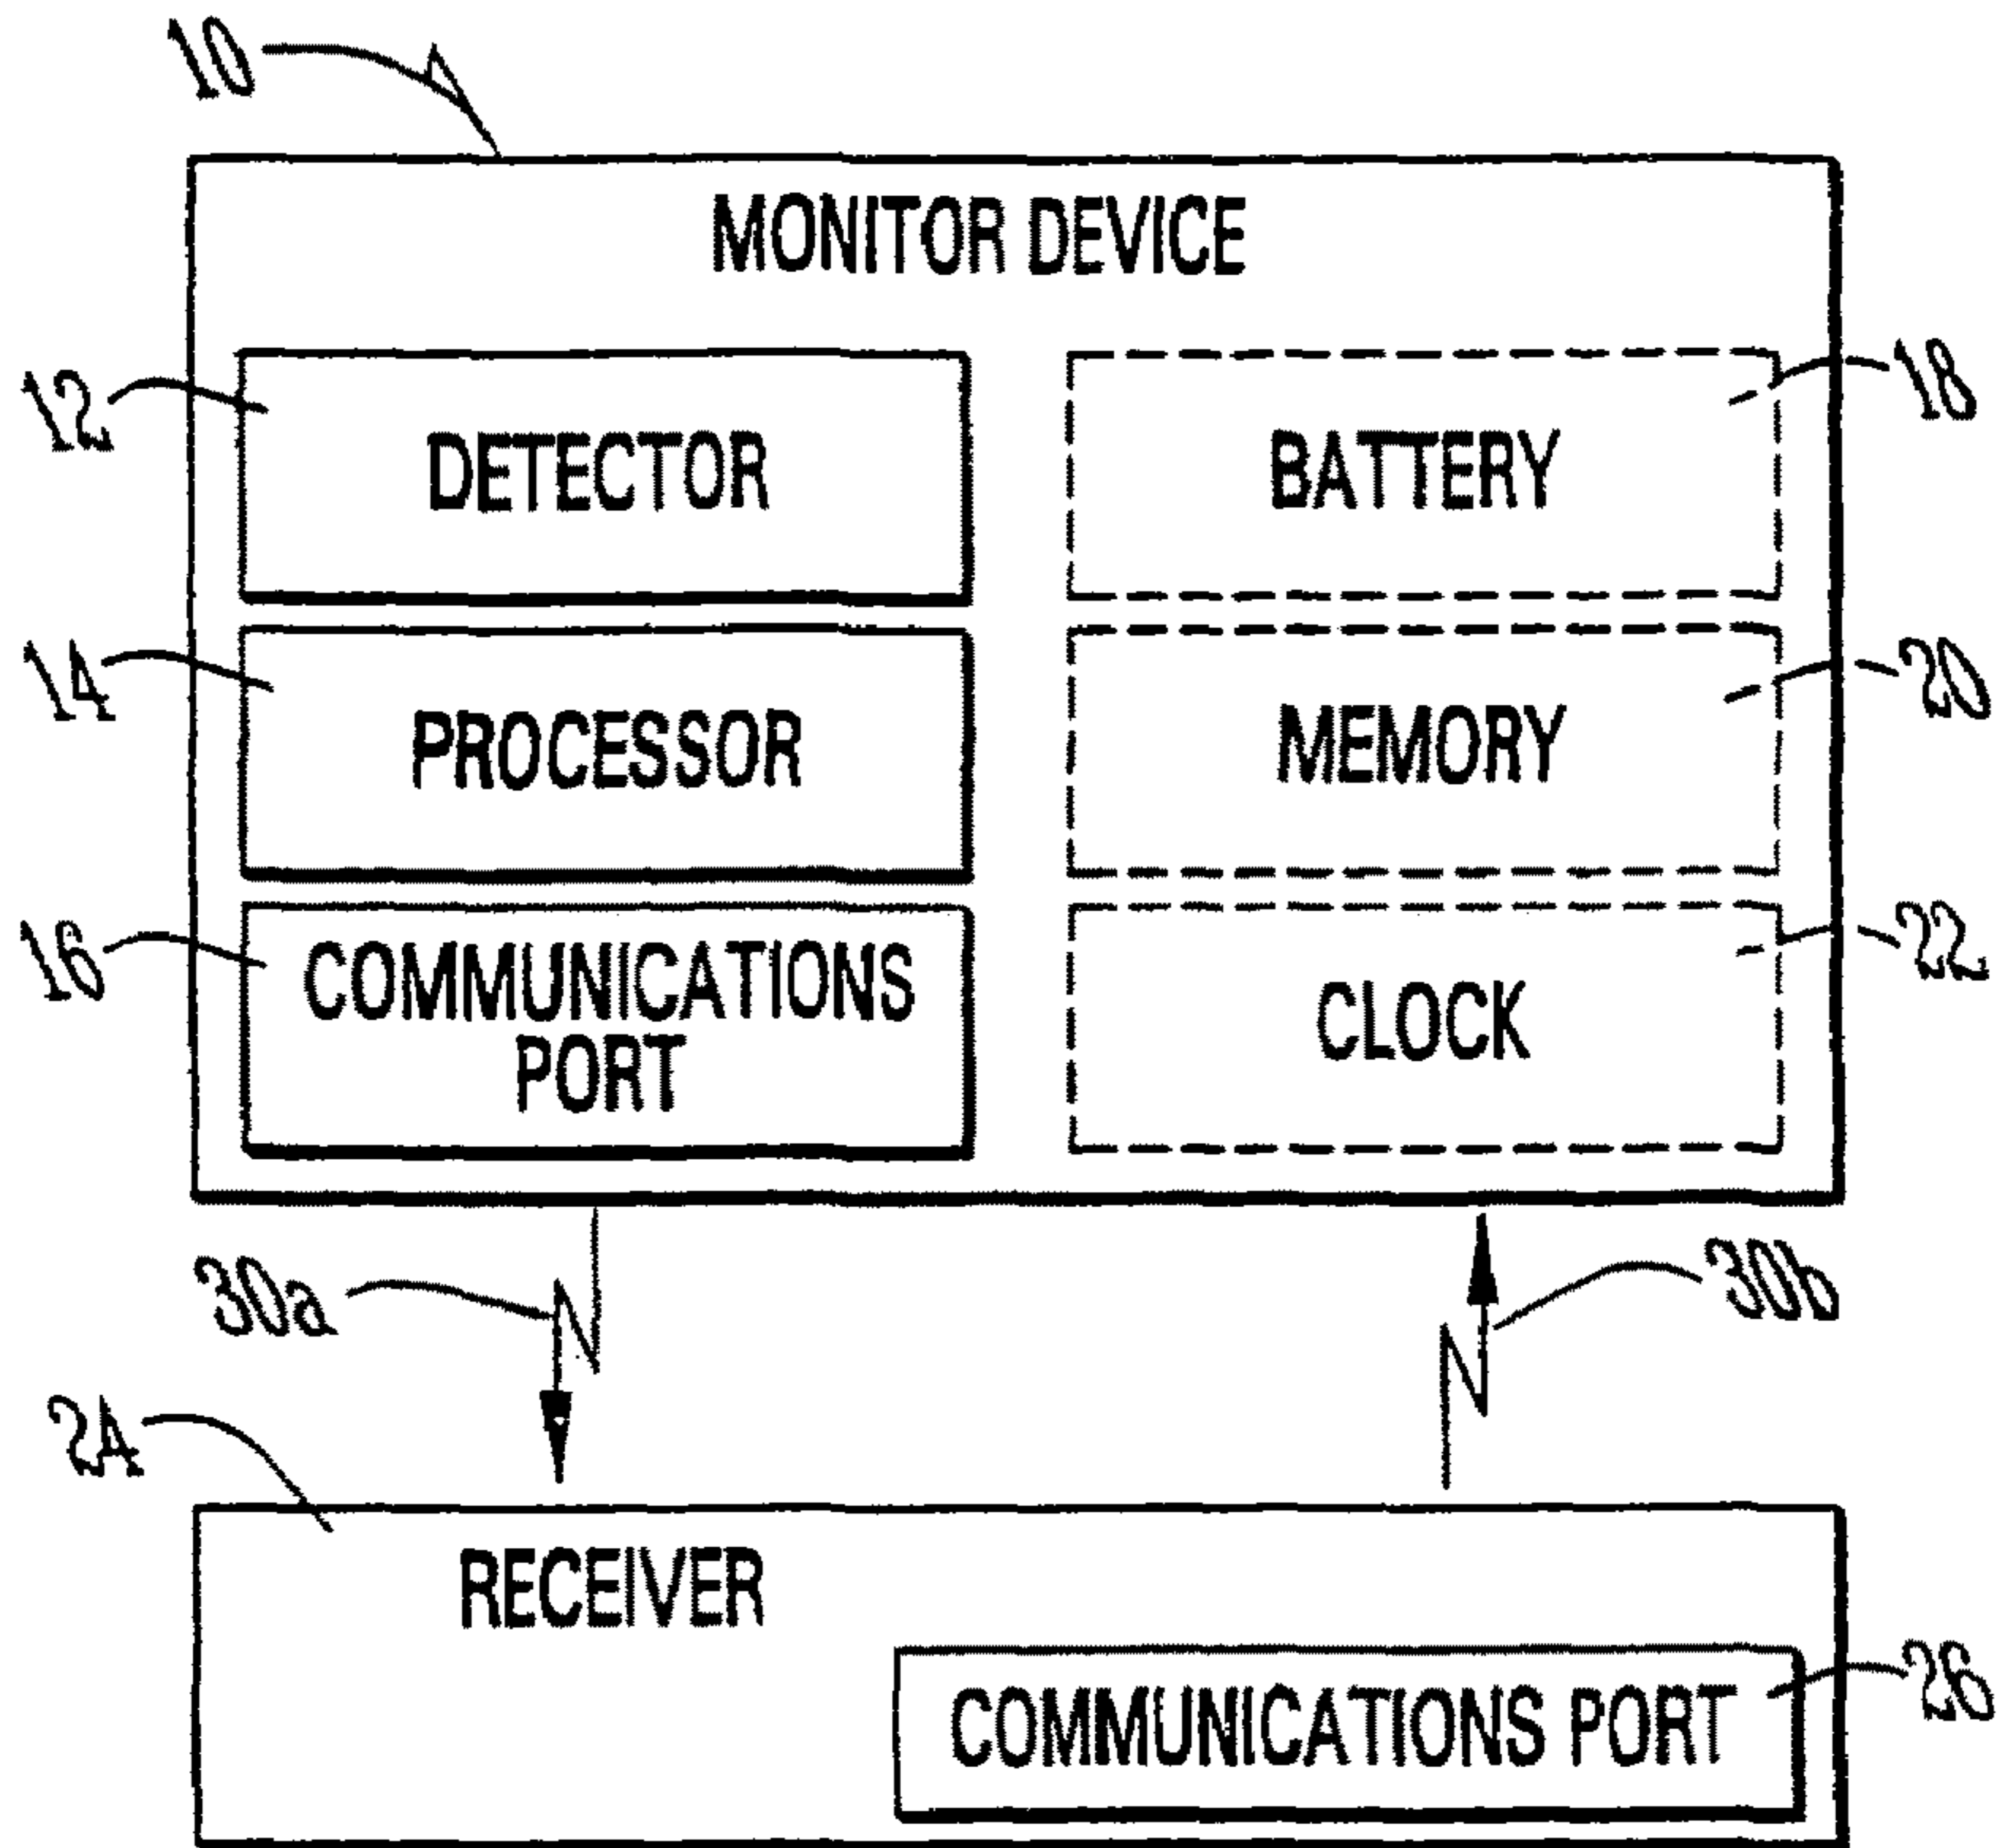 10
MONITOR DEVICE
12
DETECTOR
BATTERY
18
14
PROCESSOR
MEMORY
20
16
COMMUNICATIONS
PORT
CLOCK
22
30a
30b
24
RECEIVER
COMMUNICATIONS PORT
26